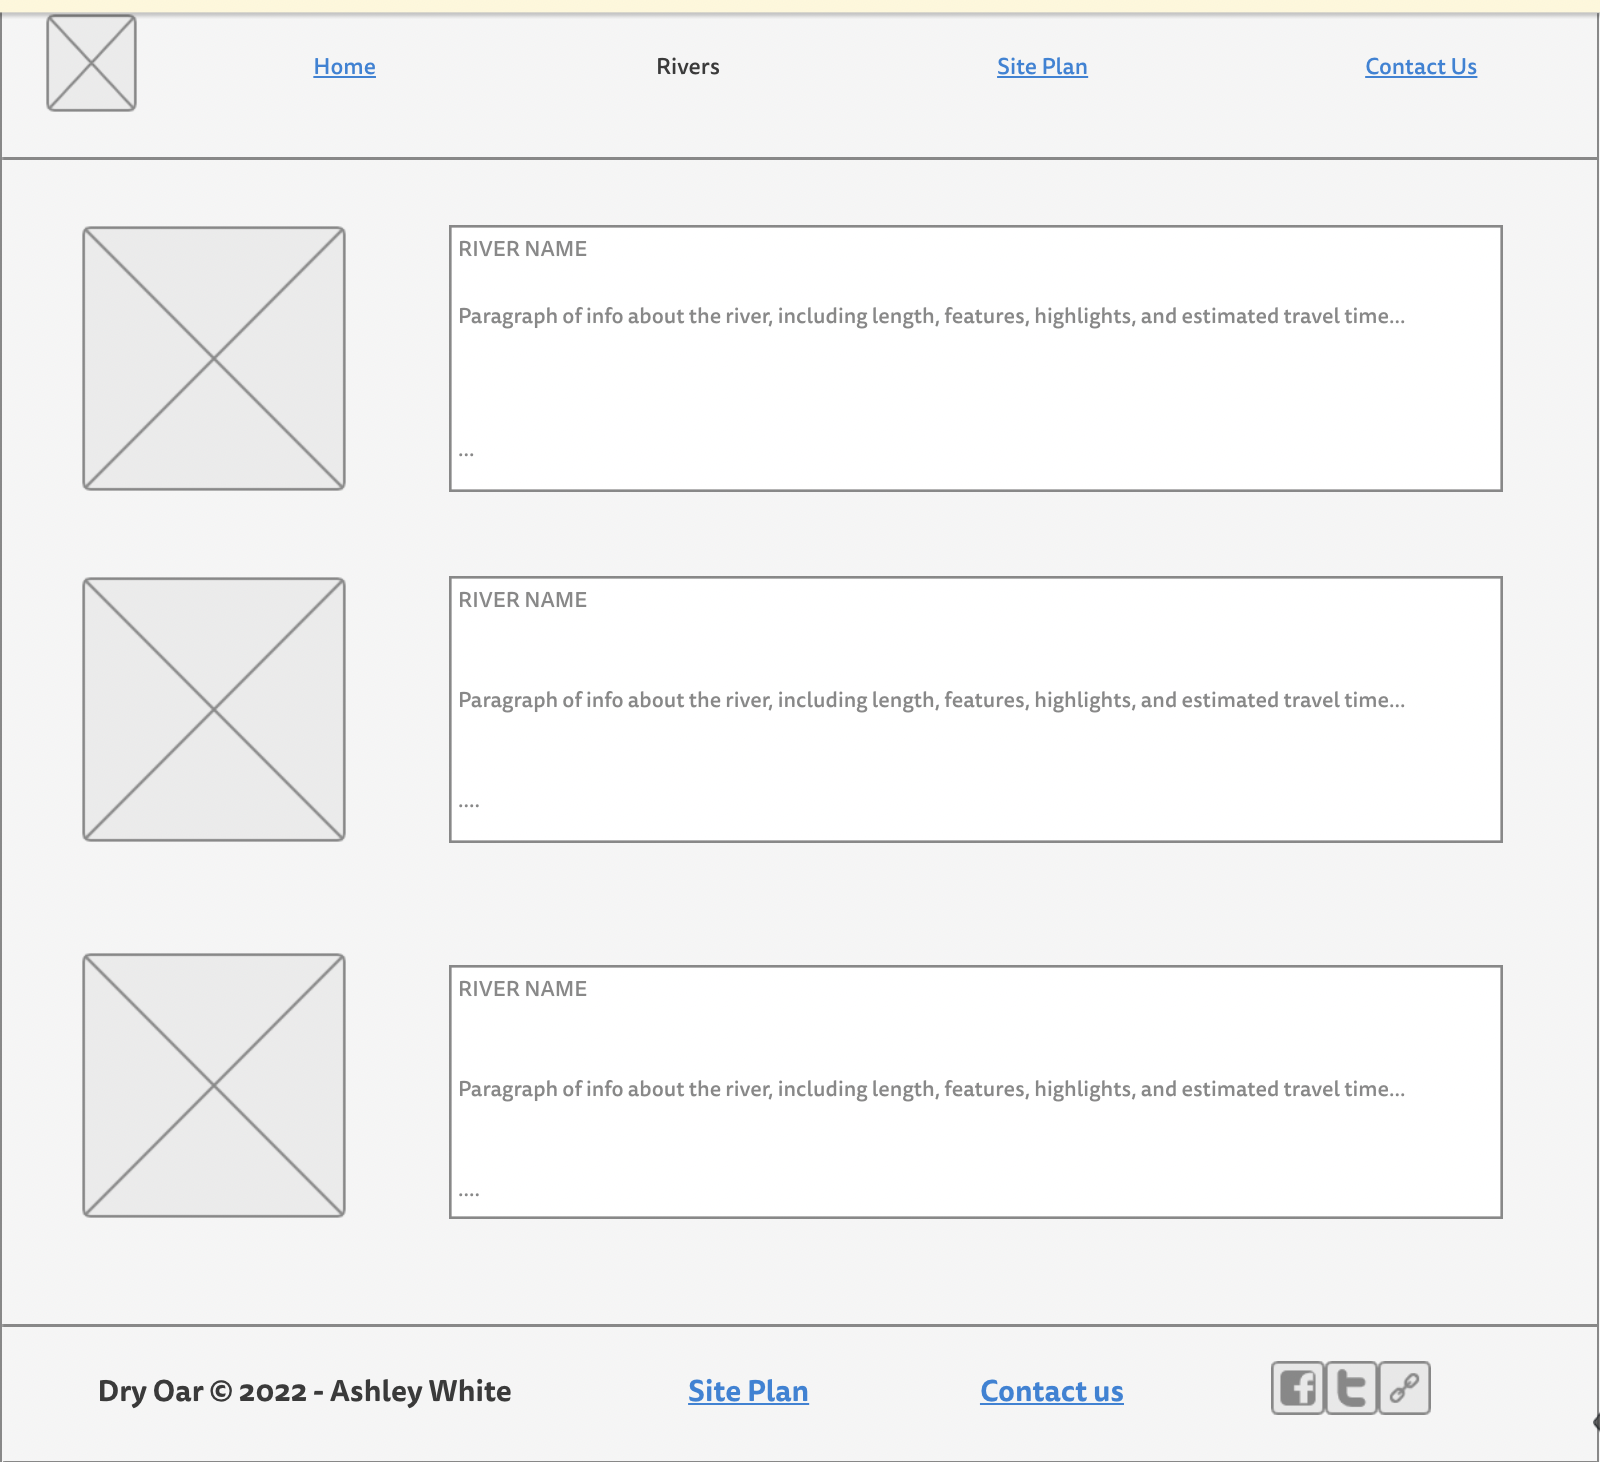 Home Rivers Site Plan Contact Us
RIVER NAME
Paragraph of info about the river, including length, features, highlights, and estimated travel time...
...
RIVER NAME
Paragraph of info about the river, including length, features, highlights, and estimated travel time...
....
RIVER NAME
Paragraph of info about the river, including length, features, highlights, and estimated travel time...
....
Dry Oar © 2022 - Ashley White Site Plan Contact us